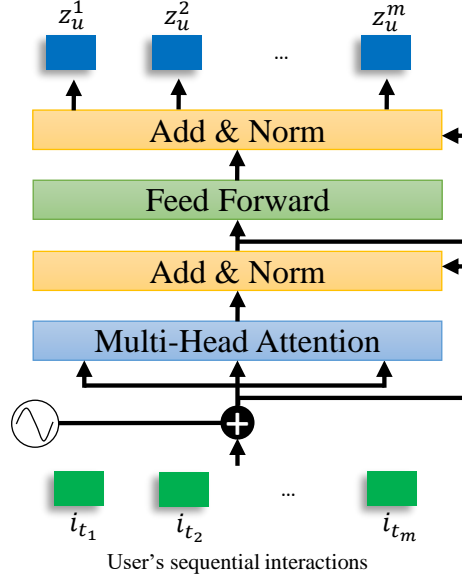 z_u^1 z_u^2 ... z_u^m
Add & Norm
Feed Forward
Add & Norm
Multi-Head Attention
+
...
i_{t_1} i_{t_2} i_{t_m}
User's sequential interactions